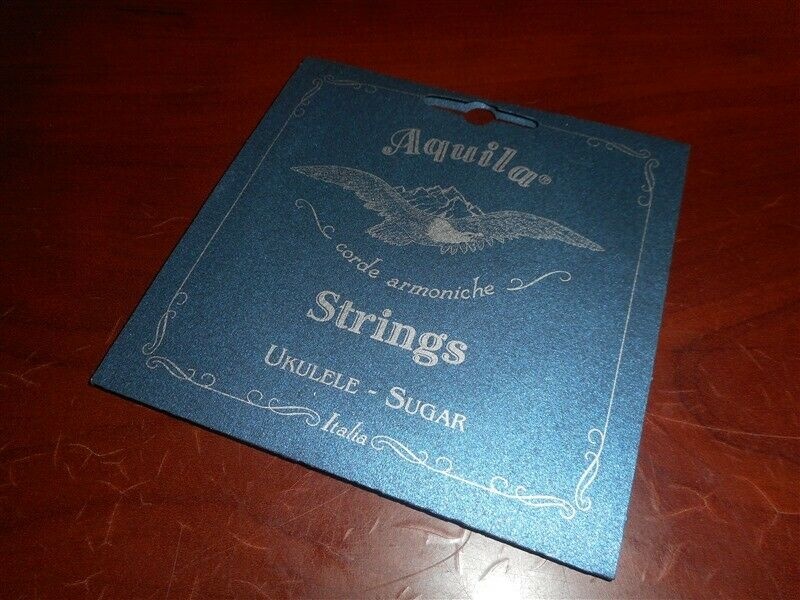 Aquila®
corde armoniche
Strings
UKULELE - SUGAR
Italia